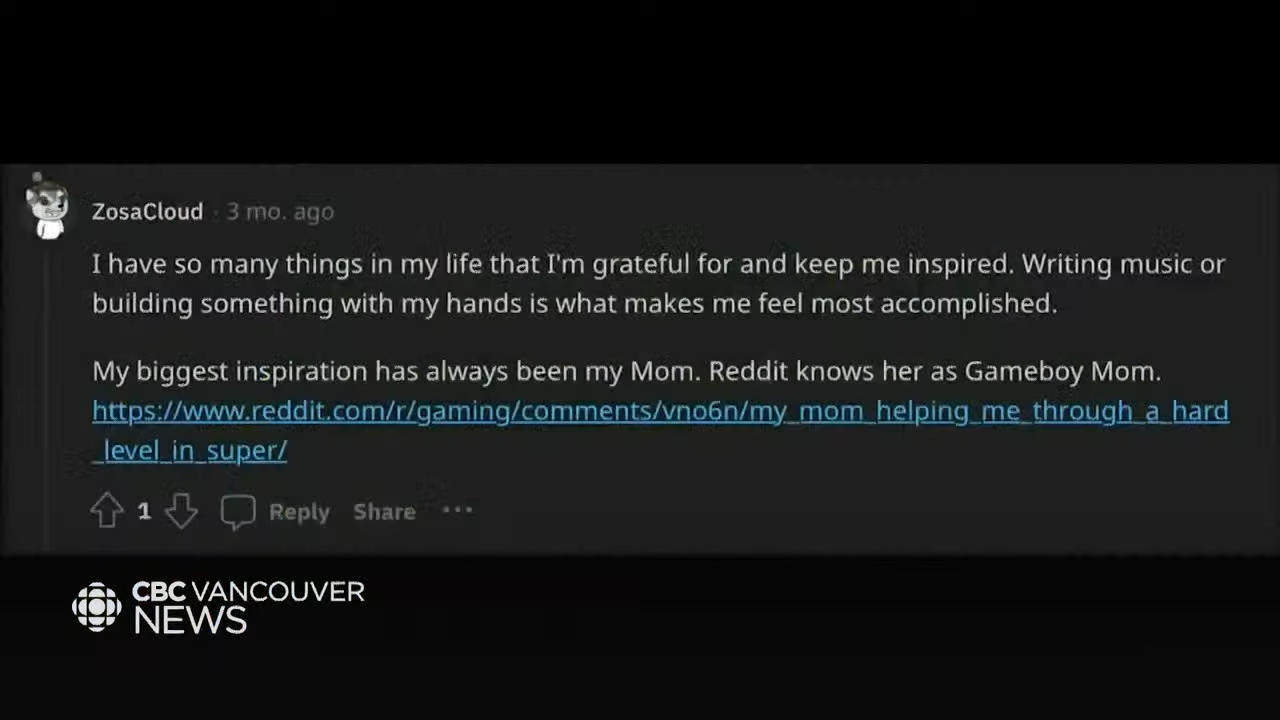 ZosaCloud · 3 mo. ago
I have so many things in my life that I'm grateful for and keep me inspired. Writing music or
building something with my hands is what makes me feel most accomplished.
My biggest inspiration has always been my Mom. Reddit knows her as Gameboy Mom.
https://www.reddit.com/r/gaming/comments/vno6n/my_mom_helping_me_through_a_hard
_level_in_super/
1 Reply Share ···
CBC VANCOUVER
NEWS